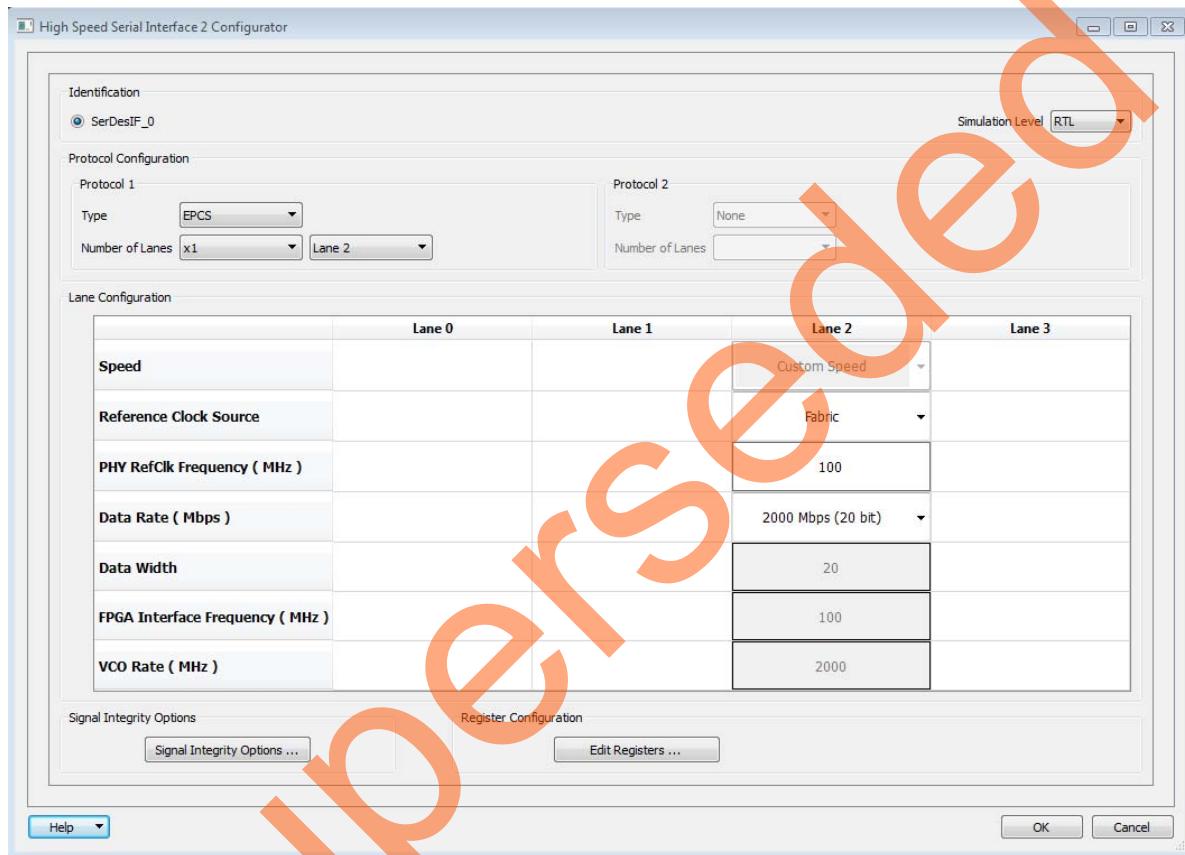 High Speed Serial Interface 2 Configurator
Identification
SerDesIF_0
Simulation Level RTL
Protocol Configuration
Protocol 1
Type EPCS
Number of Lanes x1 Lane 2
Protocol 2
Type None
Number of Lanes
Lane Configuration
Lane 0 Lane 1 Lane 2 Lane 3
Speed Custom Speed
Reference Clock Source Fabric
PHY RefClk Frequency ( MHz ) 100
Data Rate ( Mbps ) 2000 Mbps (20 bit)
Data Width 20
FPGA Interface Frequency ( MHz ) 100
VCO Rate ( MHz ) 2000
Signal Integrity Options
Signal Integrity Options ...
Register Configuration
Edit Registers ...
Help
OK Cancel
perseded